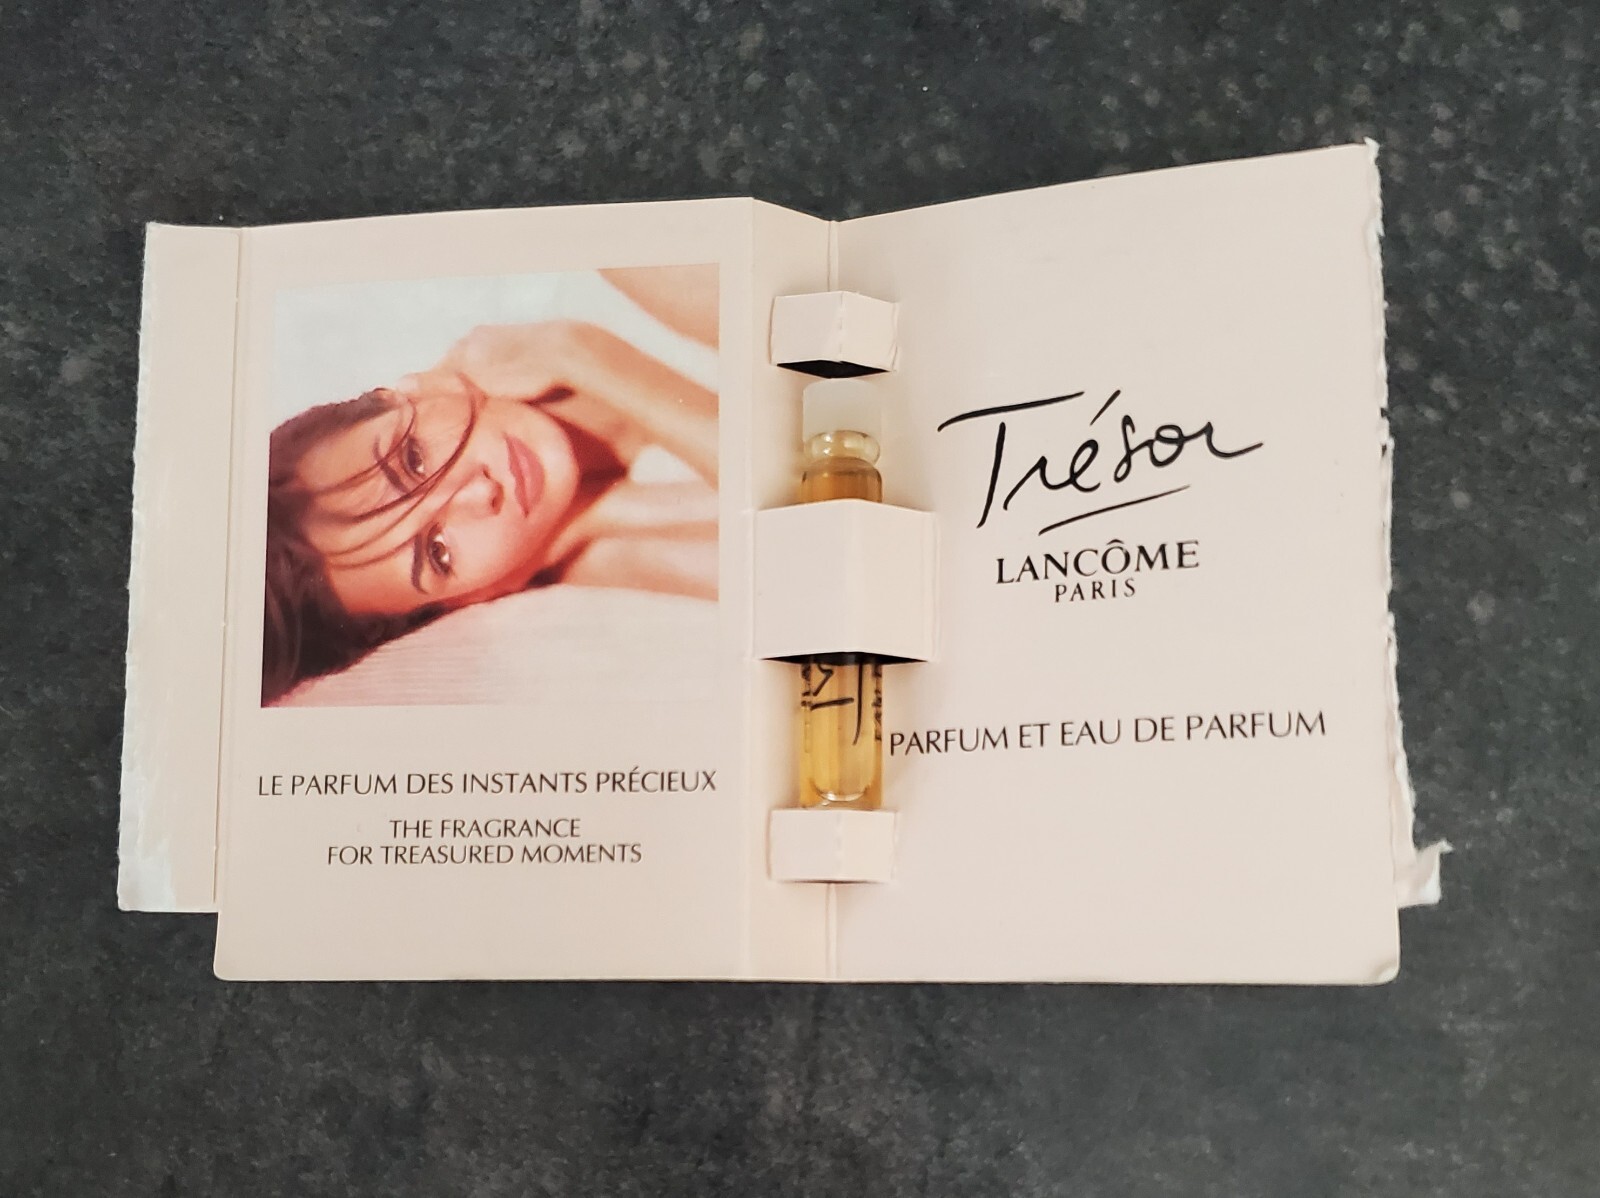 LE PARFUM DES INSTANTS PRÉCIEUX
THE FRAGRANCE
FOR TREASURED MOMENTS
Trésor
LANCÔME
PARIS
PARFUM ET EAU DE PARFUM